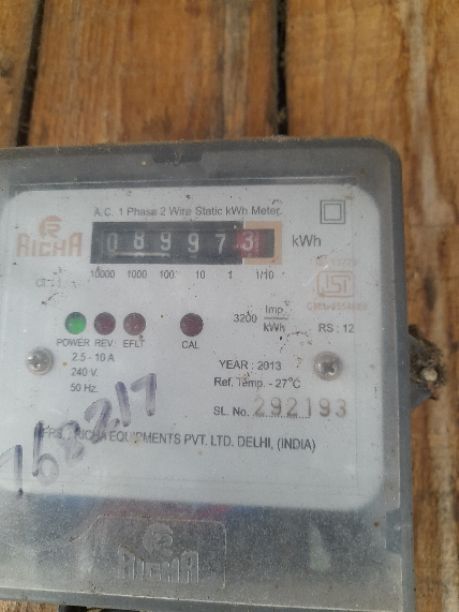 A.C. 1 Phase 2 Wire Static kWh Meter.
RICHA
089973 kWh
10000 1000 100 10 1 1/10
3200 Imp/kWh
POWER REV. EFLT CAL
RS : 12
2.5 - 10 A
240 V.
50 Hz.
YEAR : 2013
Ref. Temp. - 27°C
SL. No. 292193
RICHA EQUIPMENTS PVT. LTD. DELHI, (INDIA)
RICHA